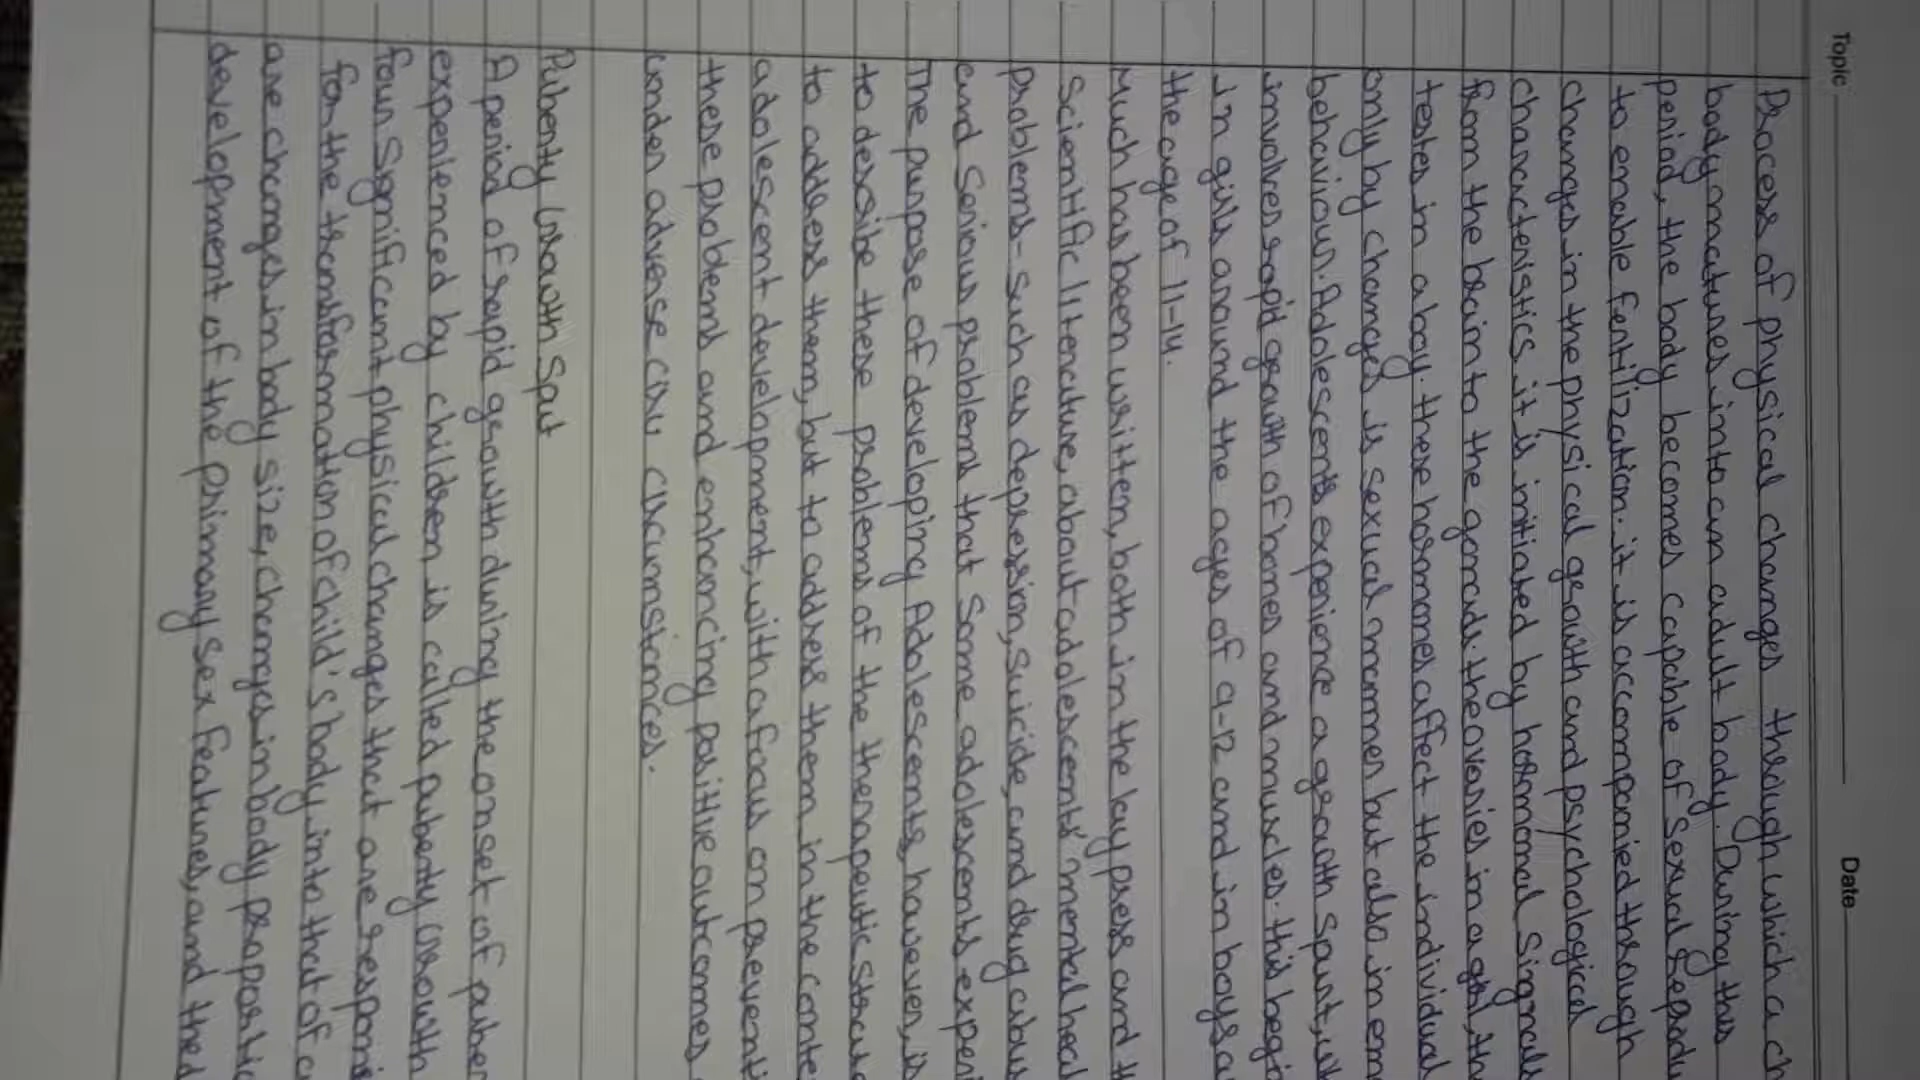 Topic Date
Process of physical changes through which a ch
body matures into an adult body. During this
period, the body becomes capable of sexual repsodu
to enable fertilization. it is accompanied through
changes in the physical growth and psychological
characteristics. it is initiated by hormonal signals
from the brain to the gonads. the ovaries in a girl, the
testes in a boy. these hormones affect the individual
only by changes is sexual manner but also in em
behaviour. Adolescents experience a growth spurt, wh
involves rapid growth of bones and muscles. this begi
in girls around the ages of 9-12 and in boys a
the age of 11-14.
Much has been written, both in the lay press and t
Scientific litencture, about adolescents' mental heal
problems- such as depression, suicide, and drug abus
and serious problems that some adolescents experi
The purpose of developing Adolescents, however, is
to descibe these problems of the therapeutic strate
to address them, but to address them in the conte
adolescent development, with a focus on preventi
these problems and enhancing positive outcomes
under adverse circumstances.
Puberty Growth Sput
A period of rapid growth during the onset of puber
experienced by children is called puberty Growth
four significant physical changes that are responsi
for the transformation of child's body into that of a
are changes in body size, changes in body proportio
development of the primary sex features, and the d